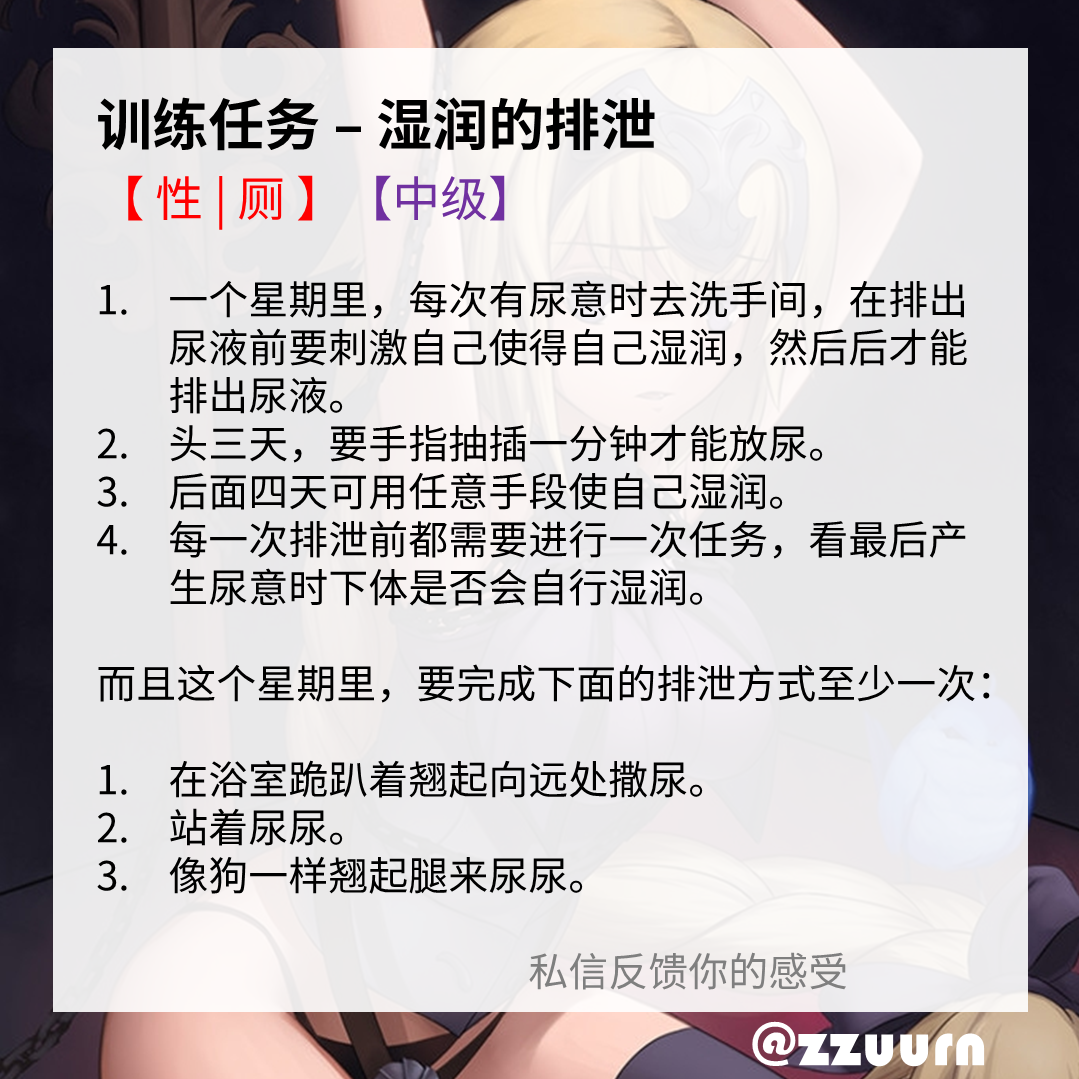 训练任务 – 湿润的排泄
【 性 | 厕 】 【中级】
1. 一个星期里，每次有尿意时去洗手间，在排出
尿液前要刺激自己使得自己湿润，然后后才能
排出尿液。
2. 头三天，要手指抽插一分钟才能放尿。
3. 后面四天可用任意手段使自己湿润。
4. 每一次排泄前都需要进行一次任务，看最后产
生尿意时下体是否会自行湿润。
而且这个星期里，要完成下面的排泄方式至少一次：
1. 在浴室跪趴着翘起向远处撒尿。
2. 站着尿尿。
3. 像狗一样翘起腿来尿尿。
私信反馈你的感受
@zzuurn